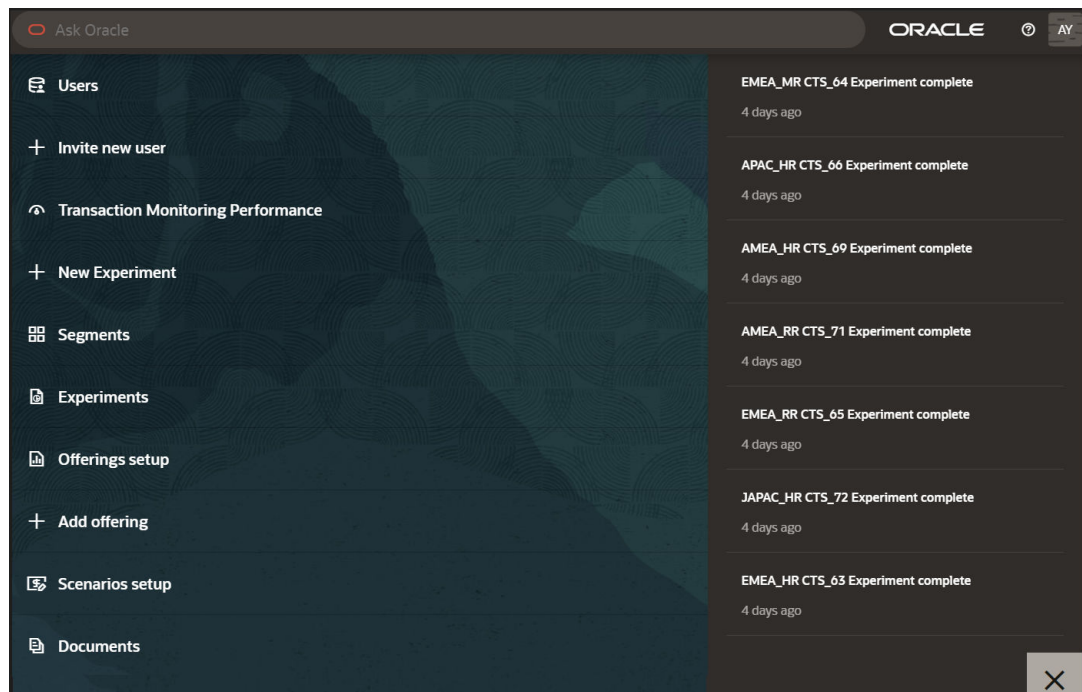 Ask Oracle
ORACLE
AY
Users
Invite new user
Transaction Monitoring Performance
New Experiment
Segments
Experiments
Offerings setup
Add offering
Scenarios setup
Documents
EMEA_MR CTS_64 Experiment complete
4 days ago
APAC_HR CTS_66 Experiment complete
4 days ago
AMEA_HR CTS_69 Experiment complete
4 days ago
AMEA_RR CTS_71 Experiment complete
4 days ago
EMEA_RR CTS_65 Experiment complete
4 days ago
JAPAC_HR CTS_72 Experiment complete
4 days ago
EMEA_HR CTS_63 Experiment complete
4 days ago